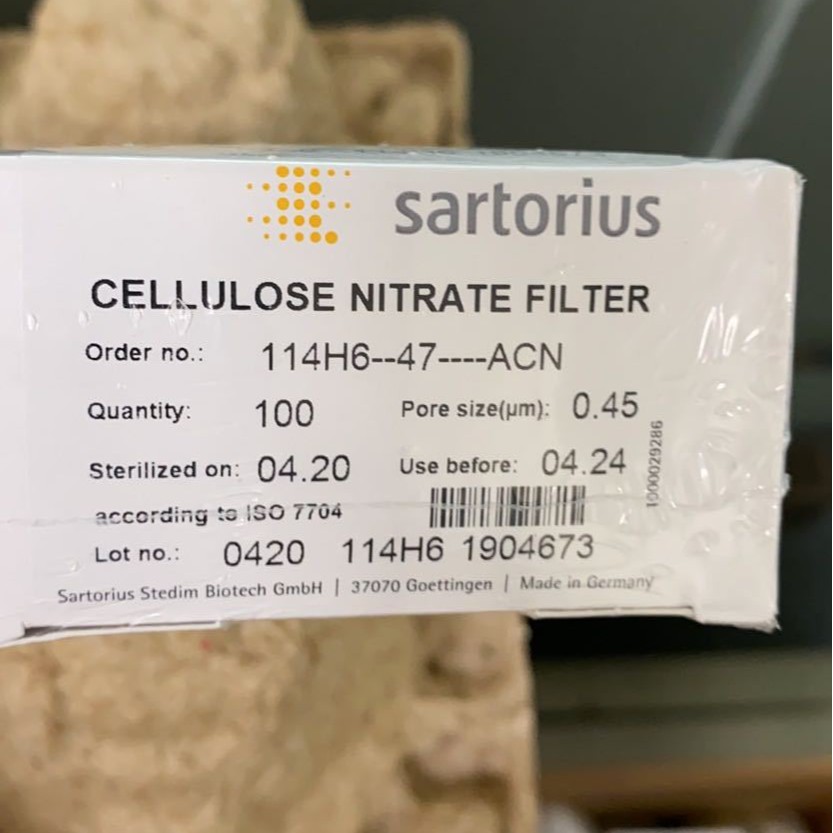 sartorius
CELLULOSE NITRATE FILTER
Order no.: 114H6--47----ACN
Quantity: 100 Pore size(µm): 0.45
Sterilized on: 04.20 Use before: 04.24
according to ISO 7704
1000029286
Lot no.: 0420 114H6 1904673
Sartorius Stedim Biotech GmbH | 37070 Goettingen | Made in Germany